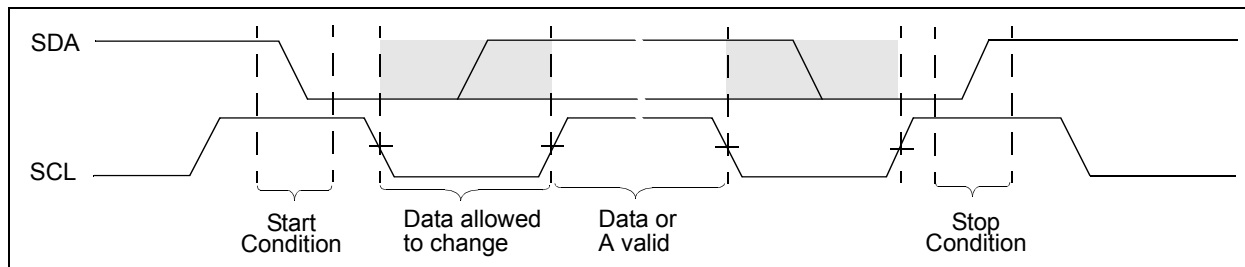 SDA
SCL
Start
Condition
Data allowed
to change
Data or
A valid
Stop
Condition